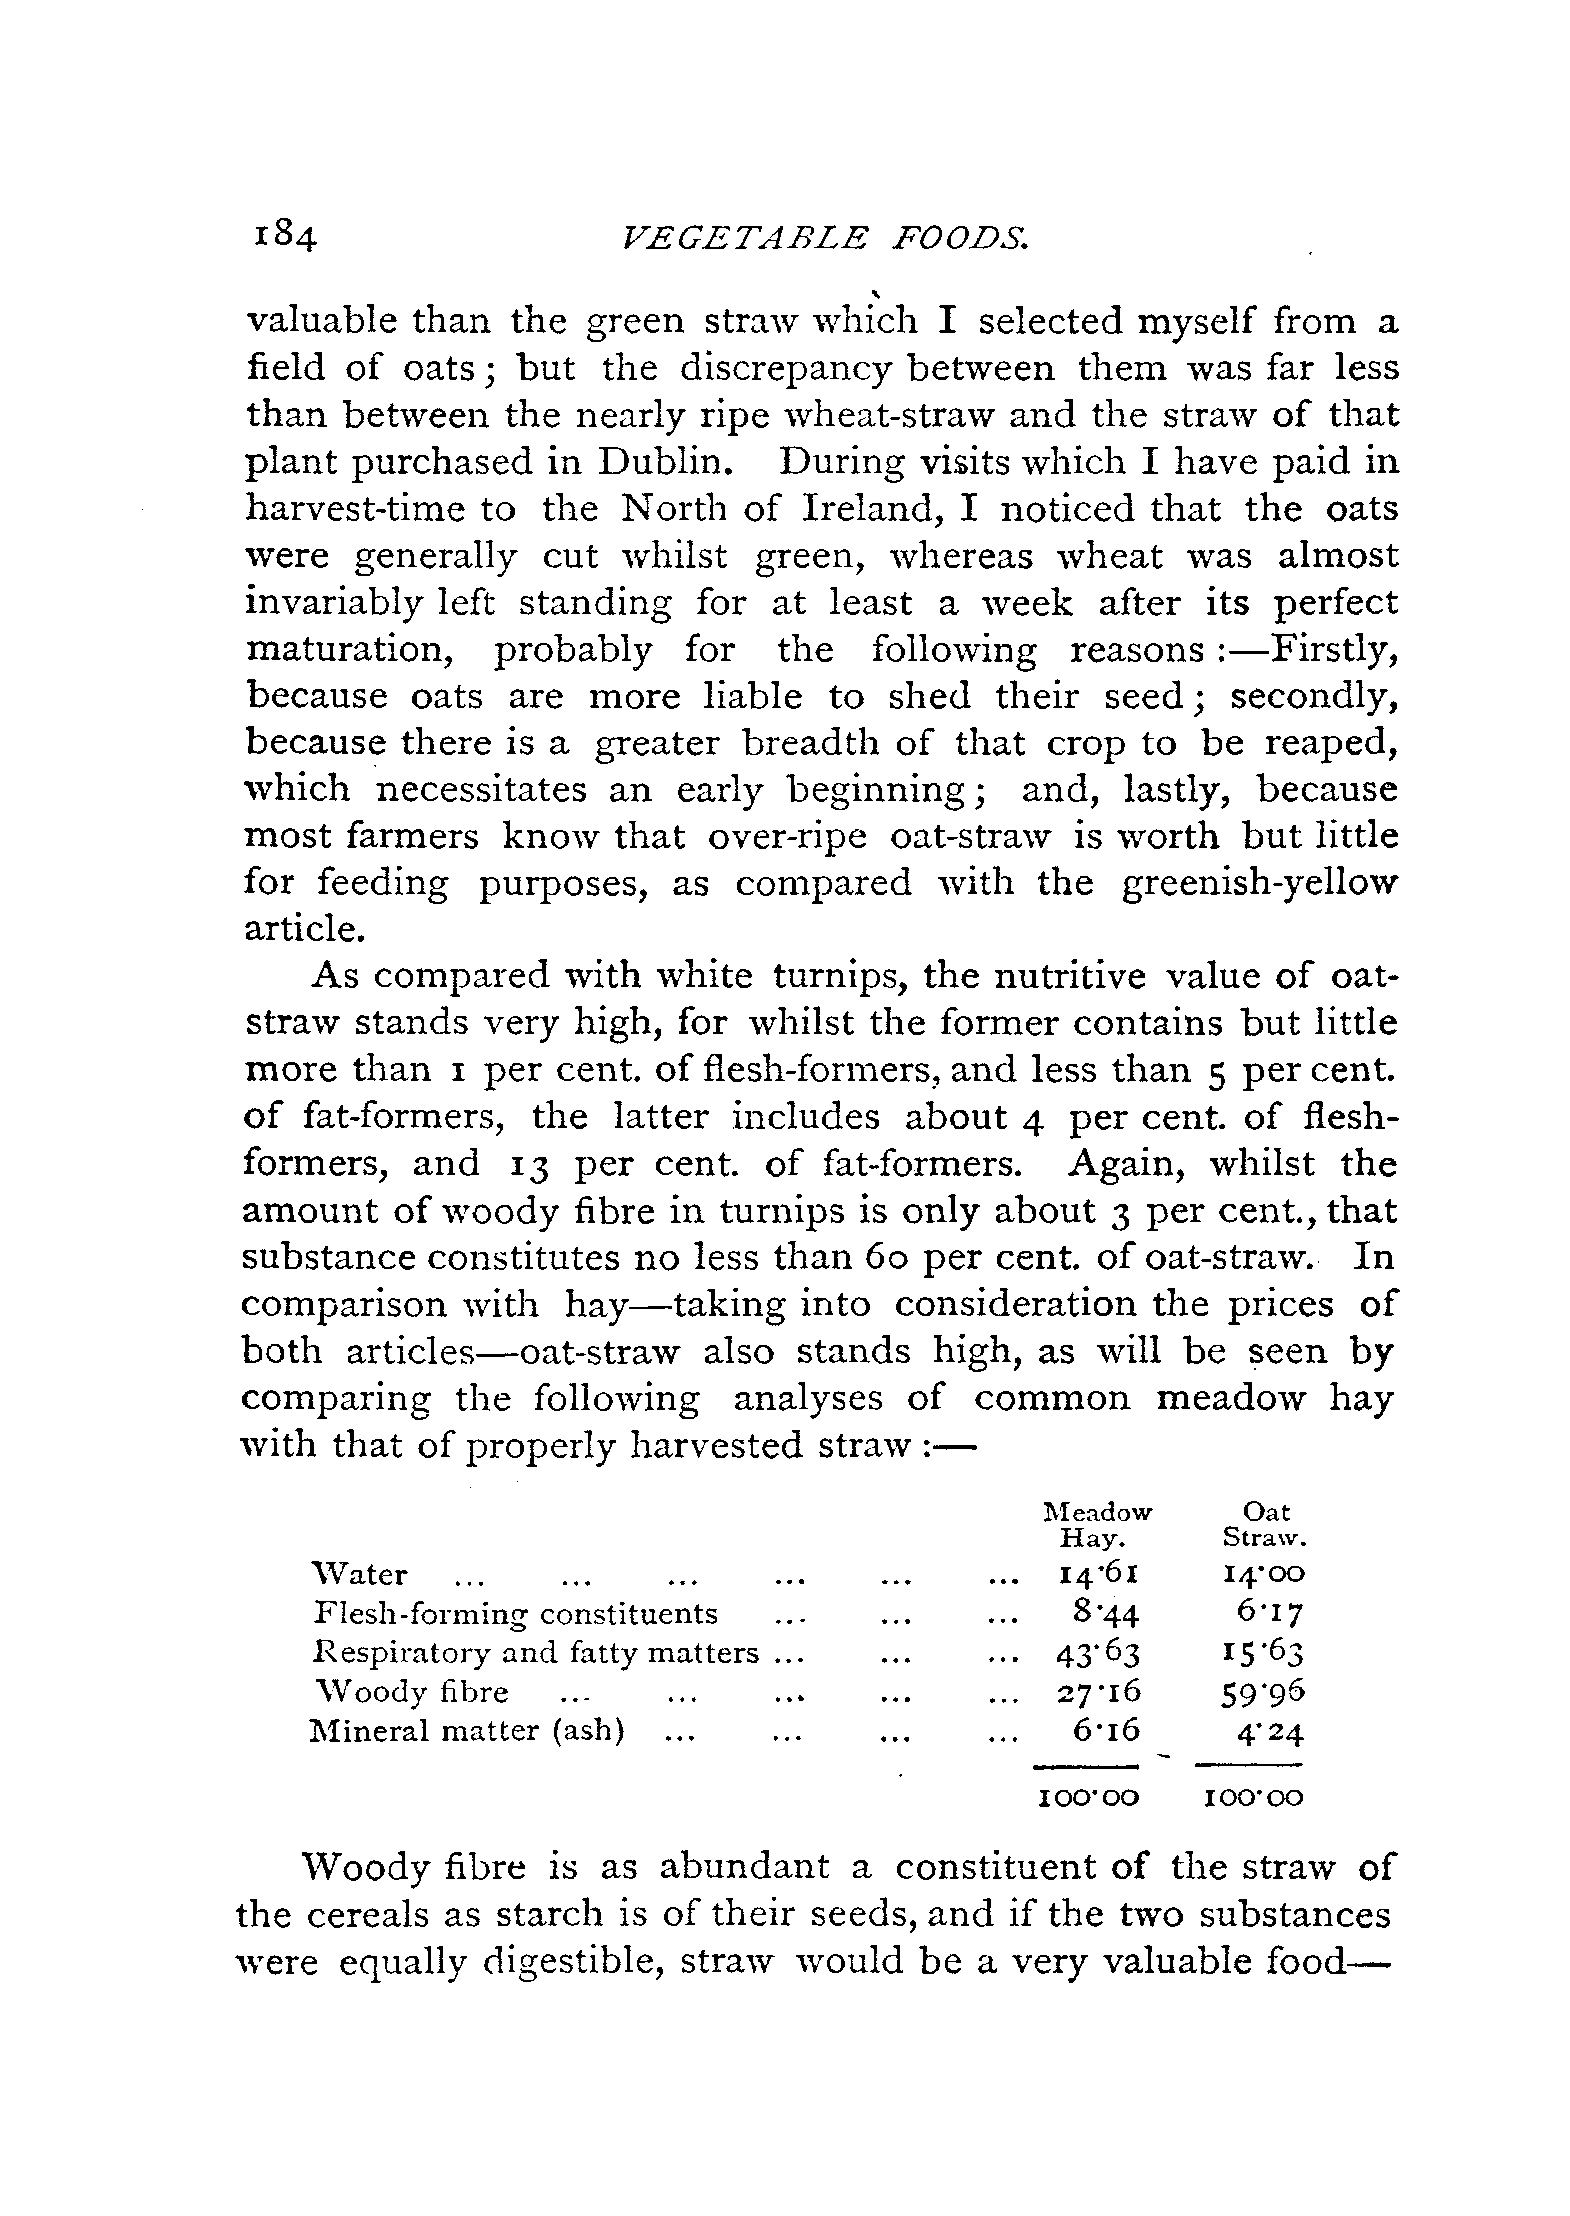 184 VEGETABLE FOODS.
valuable than the green straw which I selected myself from a
field of oats; but the discrepancy between them was far less
than between the nearly ripe wheat-straw and the straw of that
plant purchased in Dublin. During visits which I have paid in
harvest-time to the North of Ireland, I noticed that the oats
were generally cut whilst green, whereas wheat was almost
invariably left standing for at least a week after its perfect
maturation, probably for the following reasons :—Firstly,
because oats are more liable to shed their seed; secondly,
because there is a greater breadth of that crop to be reaped,
which necessitates an early beginning; and, lastly, because
most farmers know that over-ripe oat-straw is worth but little
for feeding purposes, as compared with the greenish-yellow
article.
As compared with white turnips, the nutritive value of oat-
straw stands very high, for whilst the former contains but little
more than 1 per cent. of flesh-formers, and less than 5 per cent.
of fat-formers, the latter includes about 4 per cent. of flesh-
formers, and 13 per cent. of fat-formers. Again, whilst the
amount of woody fibre in turnips is only about 3 per cent., that
substance constitutes no less than 60 per cent. of oat-straw. In
comparison with hay—taking into consideration the prices of
both articles—oat-straw also stands high, as will be seen by
comparing the following analyses of common meadow hay
with that of properly harvested straw :—
Meadow Oat
Hay. Straw.
Water ... ... ... ... ... ... 14·61 14·00
Flesh-forming constituents ... ... ... 8·44 6·17
Respiratory and fatty matters ... ... ... 43·63 15·63
Woody fibre ... ... ... ... ... 27·16 59·96
Mineral matter (ash) ... ... ... ... 6·16 4·24
100·00 100·00
Woody fibre is as abundant a constituent of the straw of
the cereals as starch is of their seeds, and if the two substances
were equally digestible, straw would be a very valuable food—